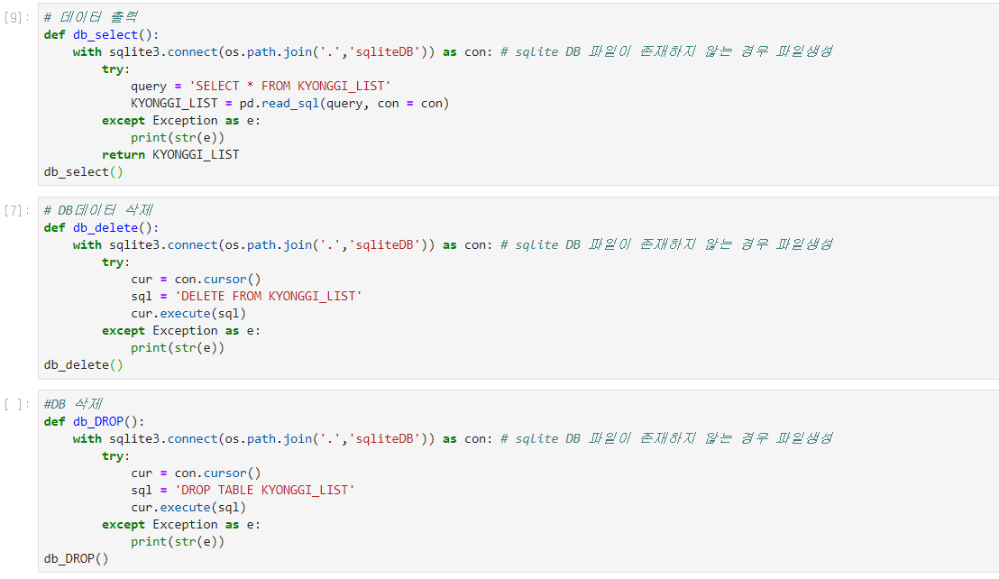 [9]: # 데이터 출력
def db_select():
    with sqlite3.connect(os.path.join('.','sqliteDB')) as con: # sqlite DB 파일이 존재하지 않는 경우 파일생성
        try:
            query = 'SELECT * FROM KYONGGI_LIST'
            KYONGGI_LIST = pd.read_sql(query, con = con)
        except Exception as e:
            print(str(e))
        return KYONGGI_LIST
db_select()
[7]: # DB데이터 삭제
def db_delete():
    with sqlite3.connect(os.path.join('.','sqliteDB')) as con: # sqlite DB 파일이 존재하지 않는 경우 파일생성
        try:
            cur = con.cursor()
            sql = 'DELETE FROM KYONGGI_LIST'
            cur.execute(sql)
        except Exception as e:
            print(str(e))
db_delete()
[ ]: #DB 삭제
def db_DROP():
    with sqlite3.connect(os.path.join('.','sqliteDB')) as con: # sqlite DB 파일이 존재하지 않는 경우 파일생성
        try:
            cur = con.cursor()
            sql = 'DROP TABLE KYONGGI_LIST'
            cur.execute(sql)
        except Exception as e:
            print(str(e))
db_DROP()